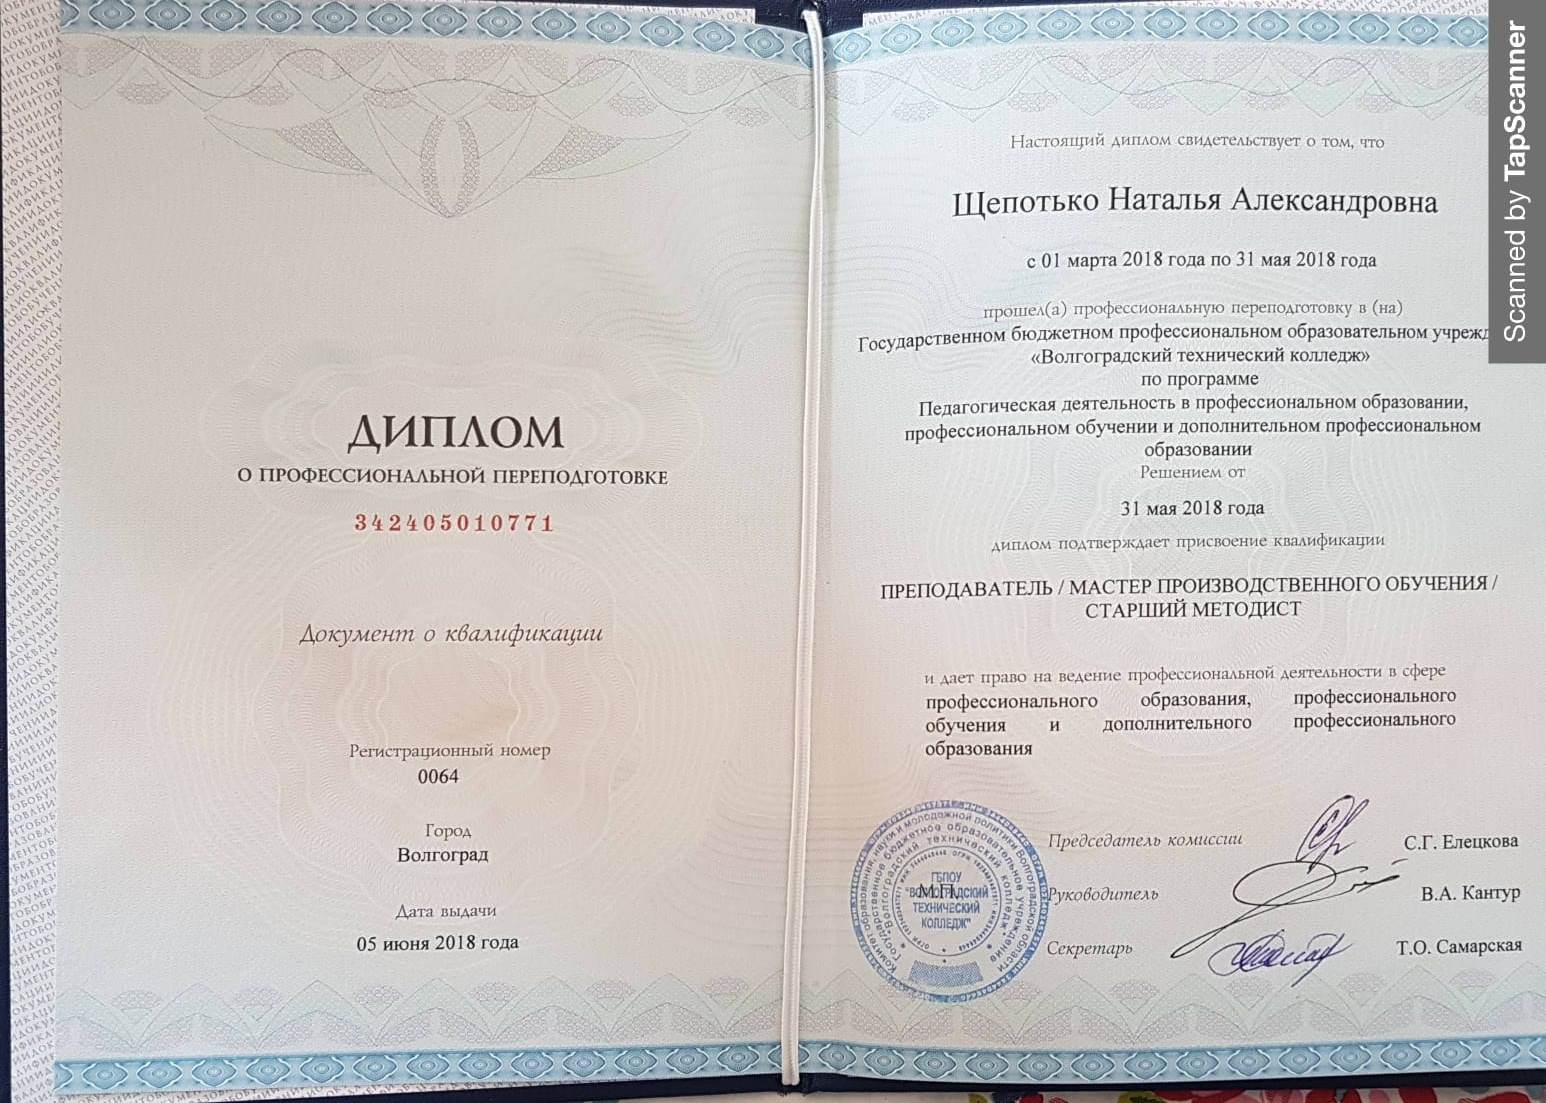 ДИПЛОМ
О ПРОФЕССИОНАЛЬНОЙ ПЕРЕПОДГОТОВКЕ
342405010771
Документ о квалификации
Регистрационный номер
0064
Город
Волгоград
Дата выдачи
05 июня 2018 года
Настоящий диплом свидетельствует о том, что
Щепотько Наталья Александровна
с 01 марта 2018 года по 31 мая 2018 года
прошел(а) профессиональную переподготовку в (на)
Государственном бюджетном профессиональном образовательном учрежд
«Волгоградский технический колледж»
по программе
Педагогическая деятельность в профессиональном образовании,
профессиональном обучении и дополнительном профессиональном
образовании
Решением от
31 мая 2018 года
диплом подтверждает присвоение квалификации
ПРЕПОДАВАТЕЛЬ / МАСТЕР ПРОИЗВОДСТВЕННОГО ОБУЧЕНИЯ /
СТАРШИЙ МЕТОДИСТ
и дает право на ведение профессиональной деятельности в сфере
профессионального образования, профессионального
обучения и дополнительного профессионального
образования
Председатель комиссии С.Г. Елецкова
Руководитель В.А. Кантур
Секретарь Т.О. Самарская
М.П.
ГБПОУ
"ВОЛГОГРАДСКИЙ
ТЕХНИЧЕСКИЙ
КОЛЛЕДЖ"
Scanned by TapScanner